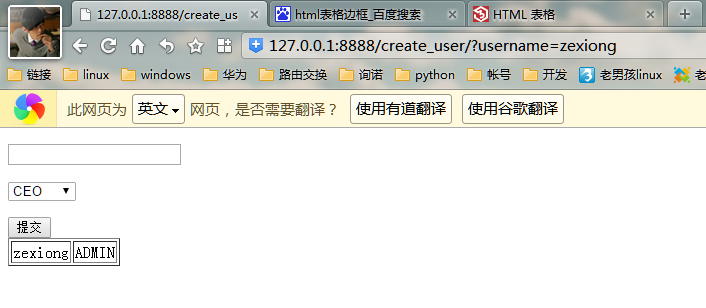 127.0.0.1:8888/create_us
html表格边框_百度搜索
HTML 表格
127.0.0.1:8888/create_user/?username=zexiong
链接 linux windows 华为 路由交换 询诺 python 帐号 开发 老男孩linux 老
此网页为 英文 网页，是否需要翻译？ 使用有道翻译 使用谷歌翻译
CEO
提交
zexiong ADMIN